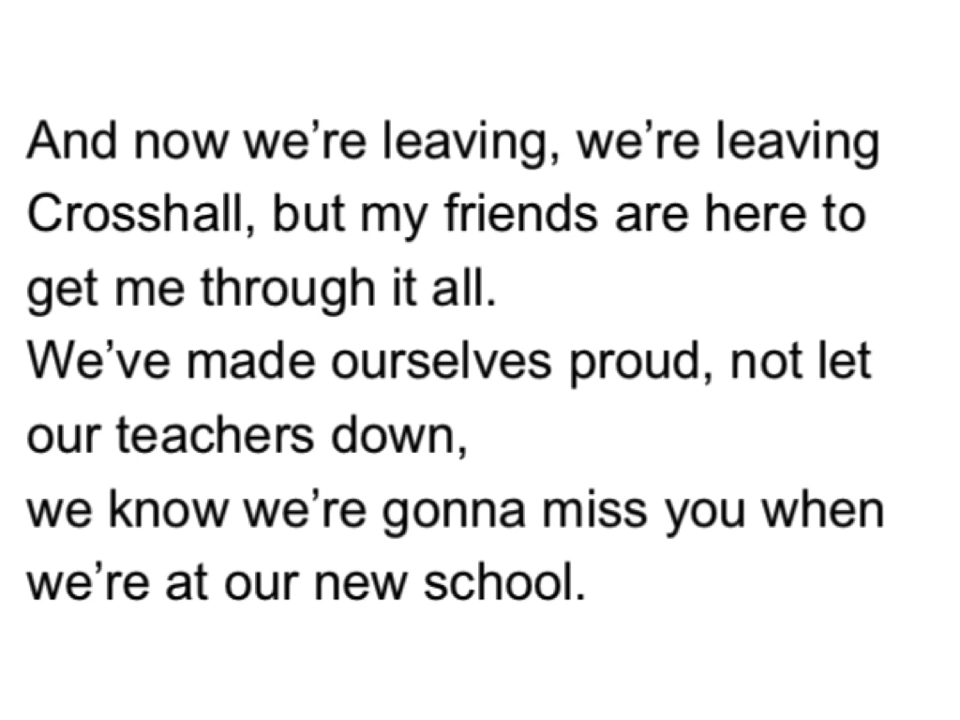 And now we’re leaving, we’re leaving
Crosshall, but my friends are here to
get me through it all.
We’ve made ourselves proud, not let
our teachers down,
we know we’re gonna miss you when
we’re at our new school.